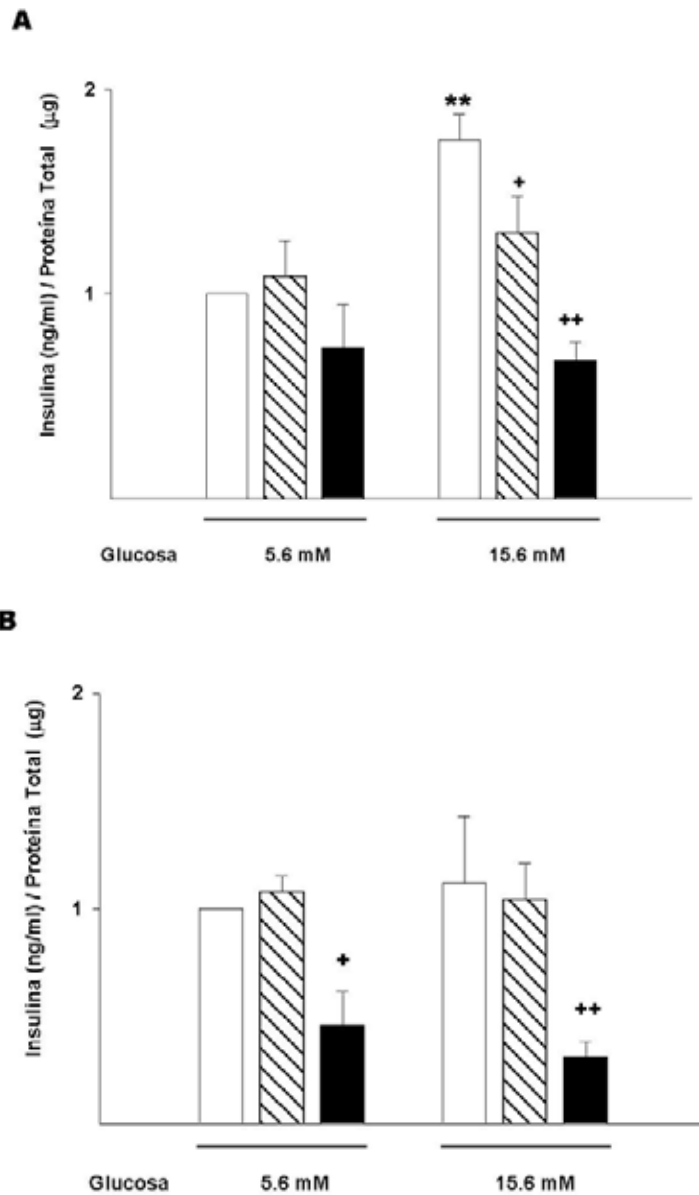 A
Insulina (ng/ml) / Proteína Total (µg)
2
**
+
1
++
Glucosa 5.6 mM 15.6 mM
B
Insulina (ng/ml) / Proteína Total (µg)
2
1
+
++
Glucosa 5.6 mM 15.6 mM